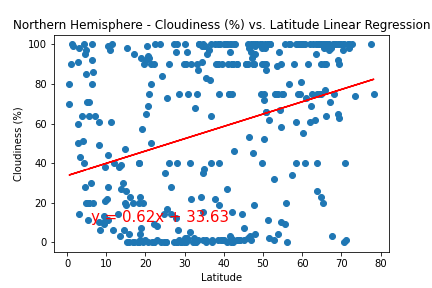 Northern Hemisphere - Cloudiness (%) vs. Latitude Linear Regression
100
80
60
40
20
0
Cloudiness (%)
y = 0.62x + 33.63
0 10 20 30 40 50 60 70 80
Latitude